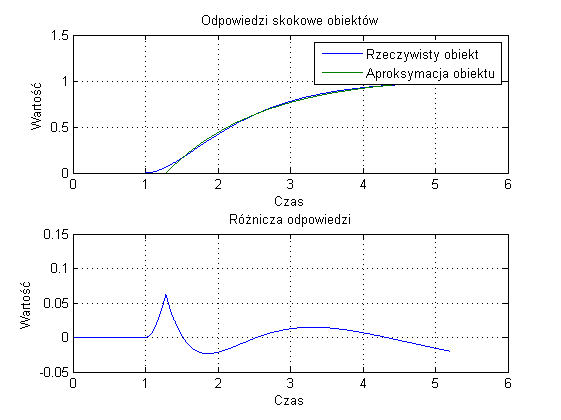 Odpowiedzi skokowe obiektów
1.5
1
0.5
0
Wartość
Rzeczywisty obiekt
Aproksymacja obiektu
0 1 2 3 4 5 6
Czas
Różnicza odpowiedzi
0.15
0.1
0.05
0
-0.05
Wartość
0 1 2 3 4 5 6
Czas